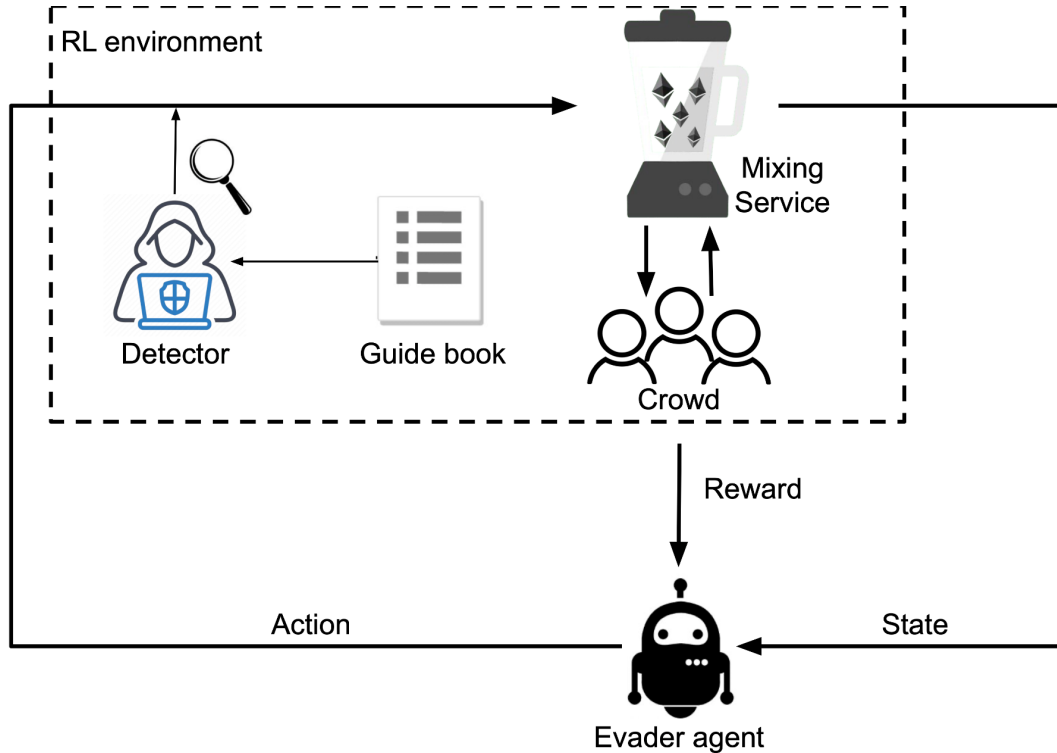 RL environment
Mixing
Service
Detector
Guide book
Crowd
Reward
Action
State
Evader agent